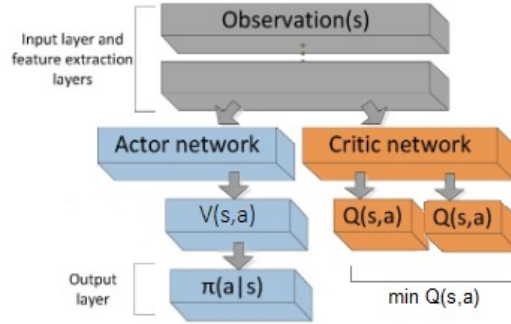 Observation(s)
Input layer and
feature extraction
layers
Actor network
Critic network
V(s,a)
Q(s,a)
Q(s,a)
Output
layer
π(a|s)
min Q(s,a)